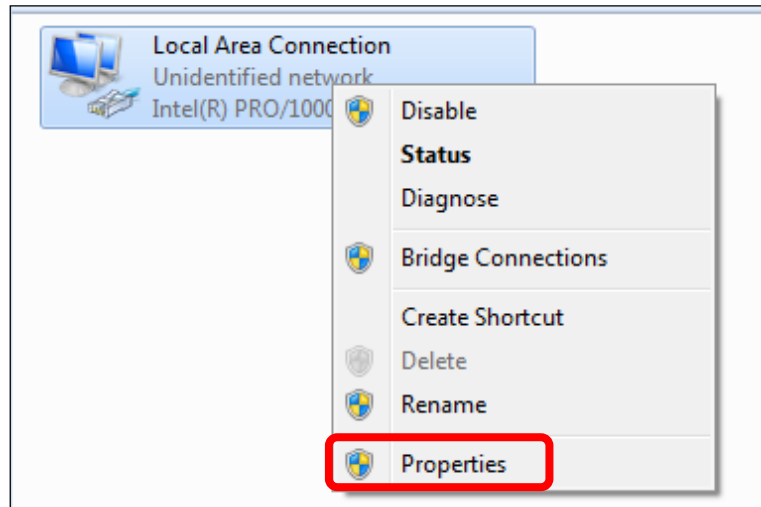 Local Area Connection
Unidentified network
Intel(R) PRO/1000
Disable
Status
Diagnose
Bridge Connections
Create Shortcut
Delete
Rename
Properties